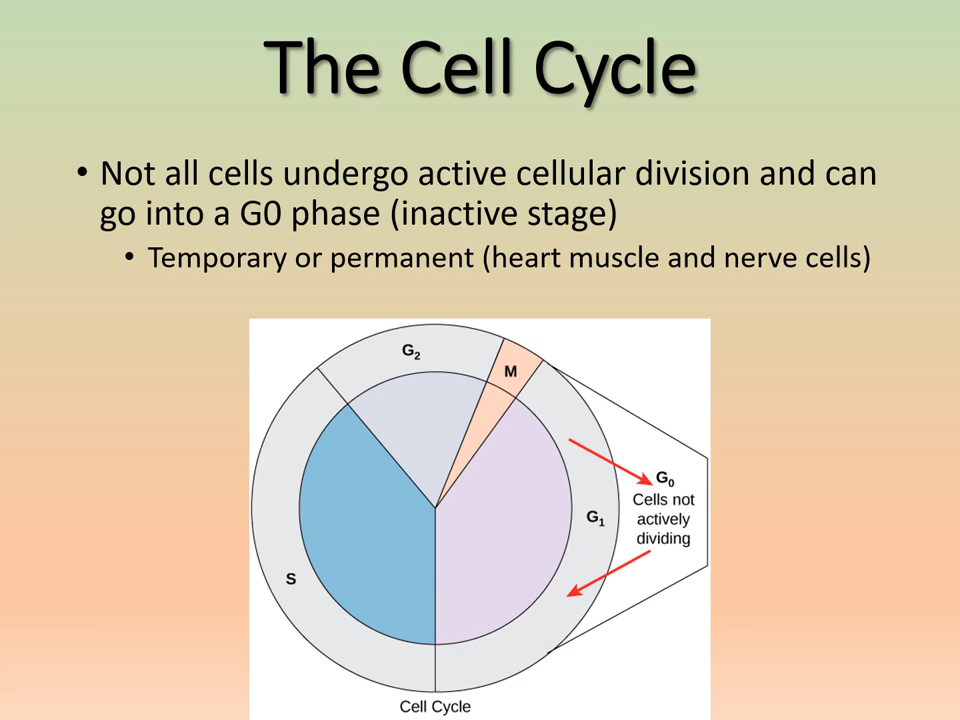 The Cell Cycle
• Not all cells undergo active cellular division and can
go into a G0 phase (inactive stage)
• Temporary or permanent (heart muscle and nerve cells)
G₂
M
G₀
Cells not
actively
dividing
G₁
S
Cell Cycle